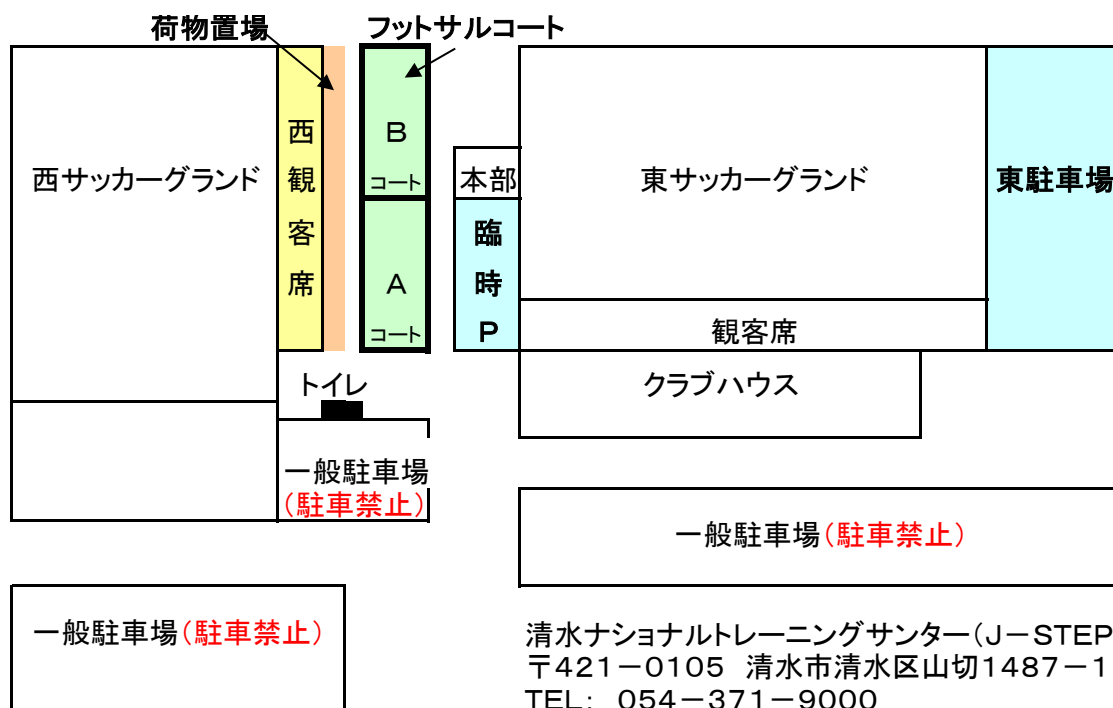 荷物置場
フットサルコート
西サッカーグランド
西観客席
B
コート
A
コート
本部
臨時P
東サッカーグランド
東駐車場
観客席
トイレ
クラブハウス
一般駐車場
(駐車禁止)
一般駐車場(駐車禁止)
一般駐車場(駐車禁止)
清水ナショナルトレーニングサンター(J-STEP
〒421-0105 清水市清水区山切1487-1
TEL: 054-371-9000